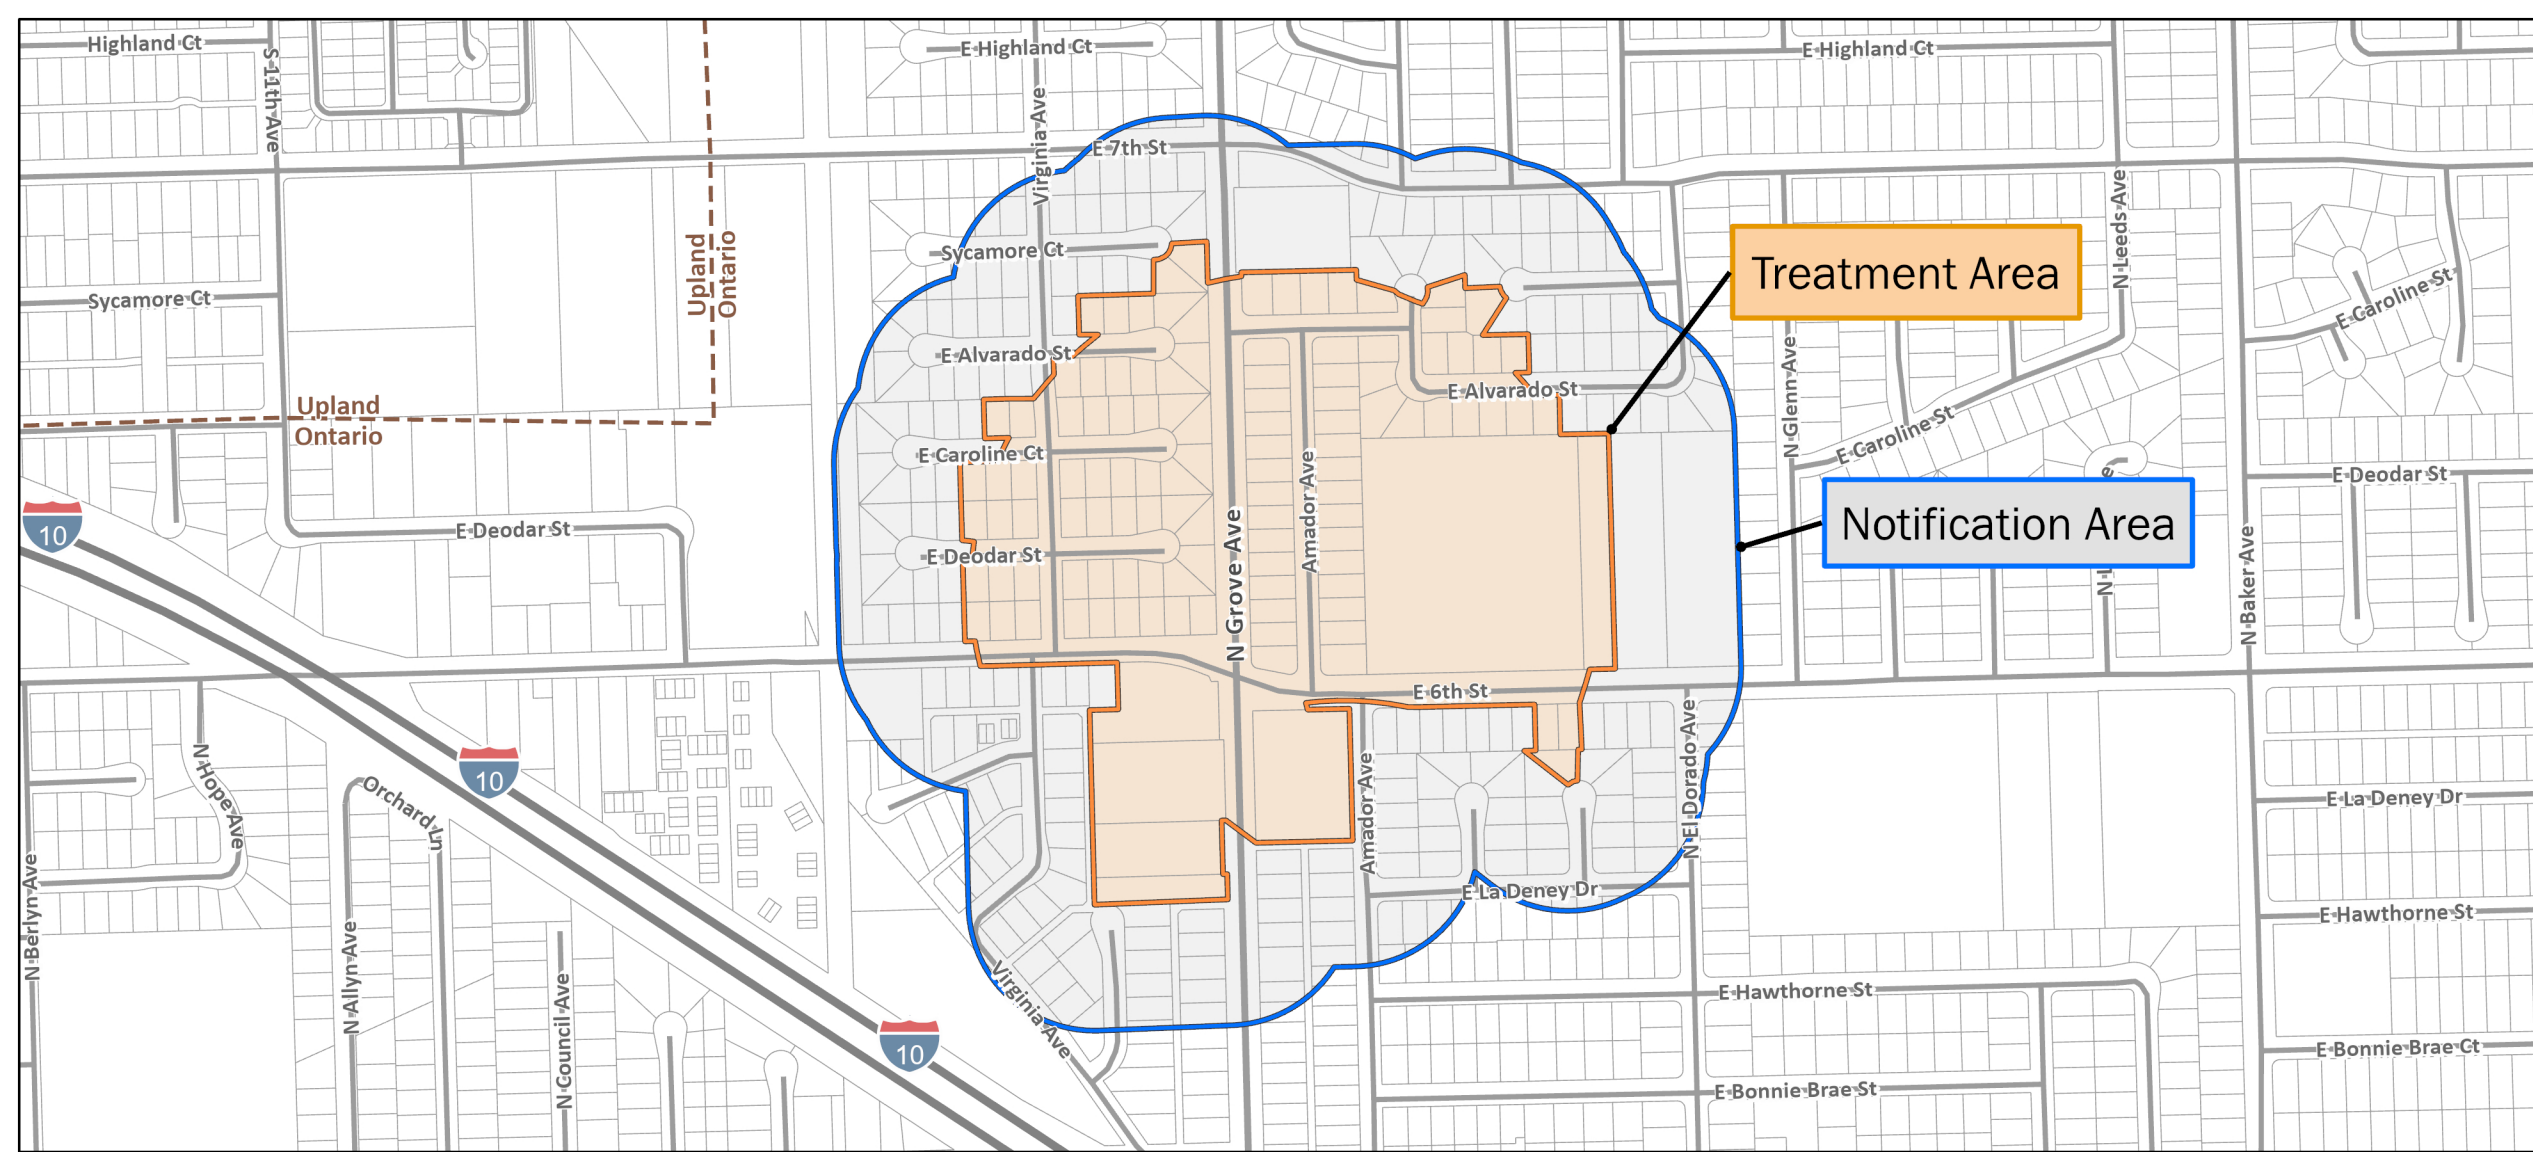 Highland Ct
E Highland Ct
E Highland Ct
S 11th Ave
Virginia Ave
E 7th St
N Leeds Ave
Upland
Ontario
Sycamore Ct
Treatment Area
Sycamore Ct
E Caroline St
E Alvarado St
N Glenn Ave
E Alvarado St
Upland
Ontario
E Caroline St
E Caroline Ct
E Deodar St
10
E Deodar St
Amador Ave
N Grove Ave
Notification Area
E Deodar St
N Baker Ave
E 6th St
N Hope Ave
10
Orchard Ln
Amador Ave
N El Dorado Ave
E La Deney Dr
E La Deney Dr
N Berlyn Ave
N Allyn Ave
N Council Ave
E Hawthorne St
Virginia Ave
E Hawthorne St
10
E Bonnie Brae Ct
E Bonnie Brae St